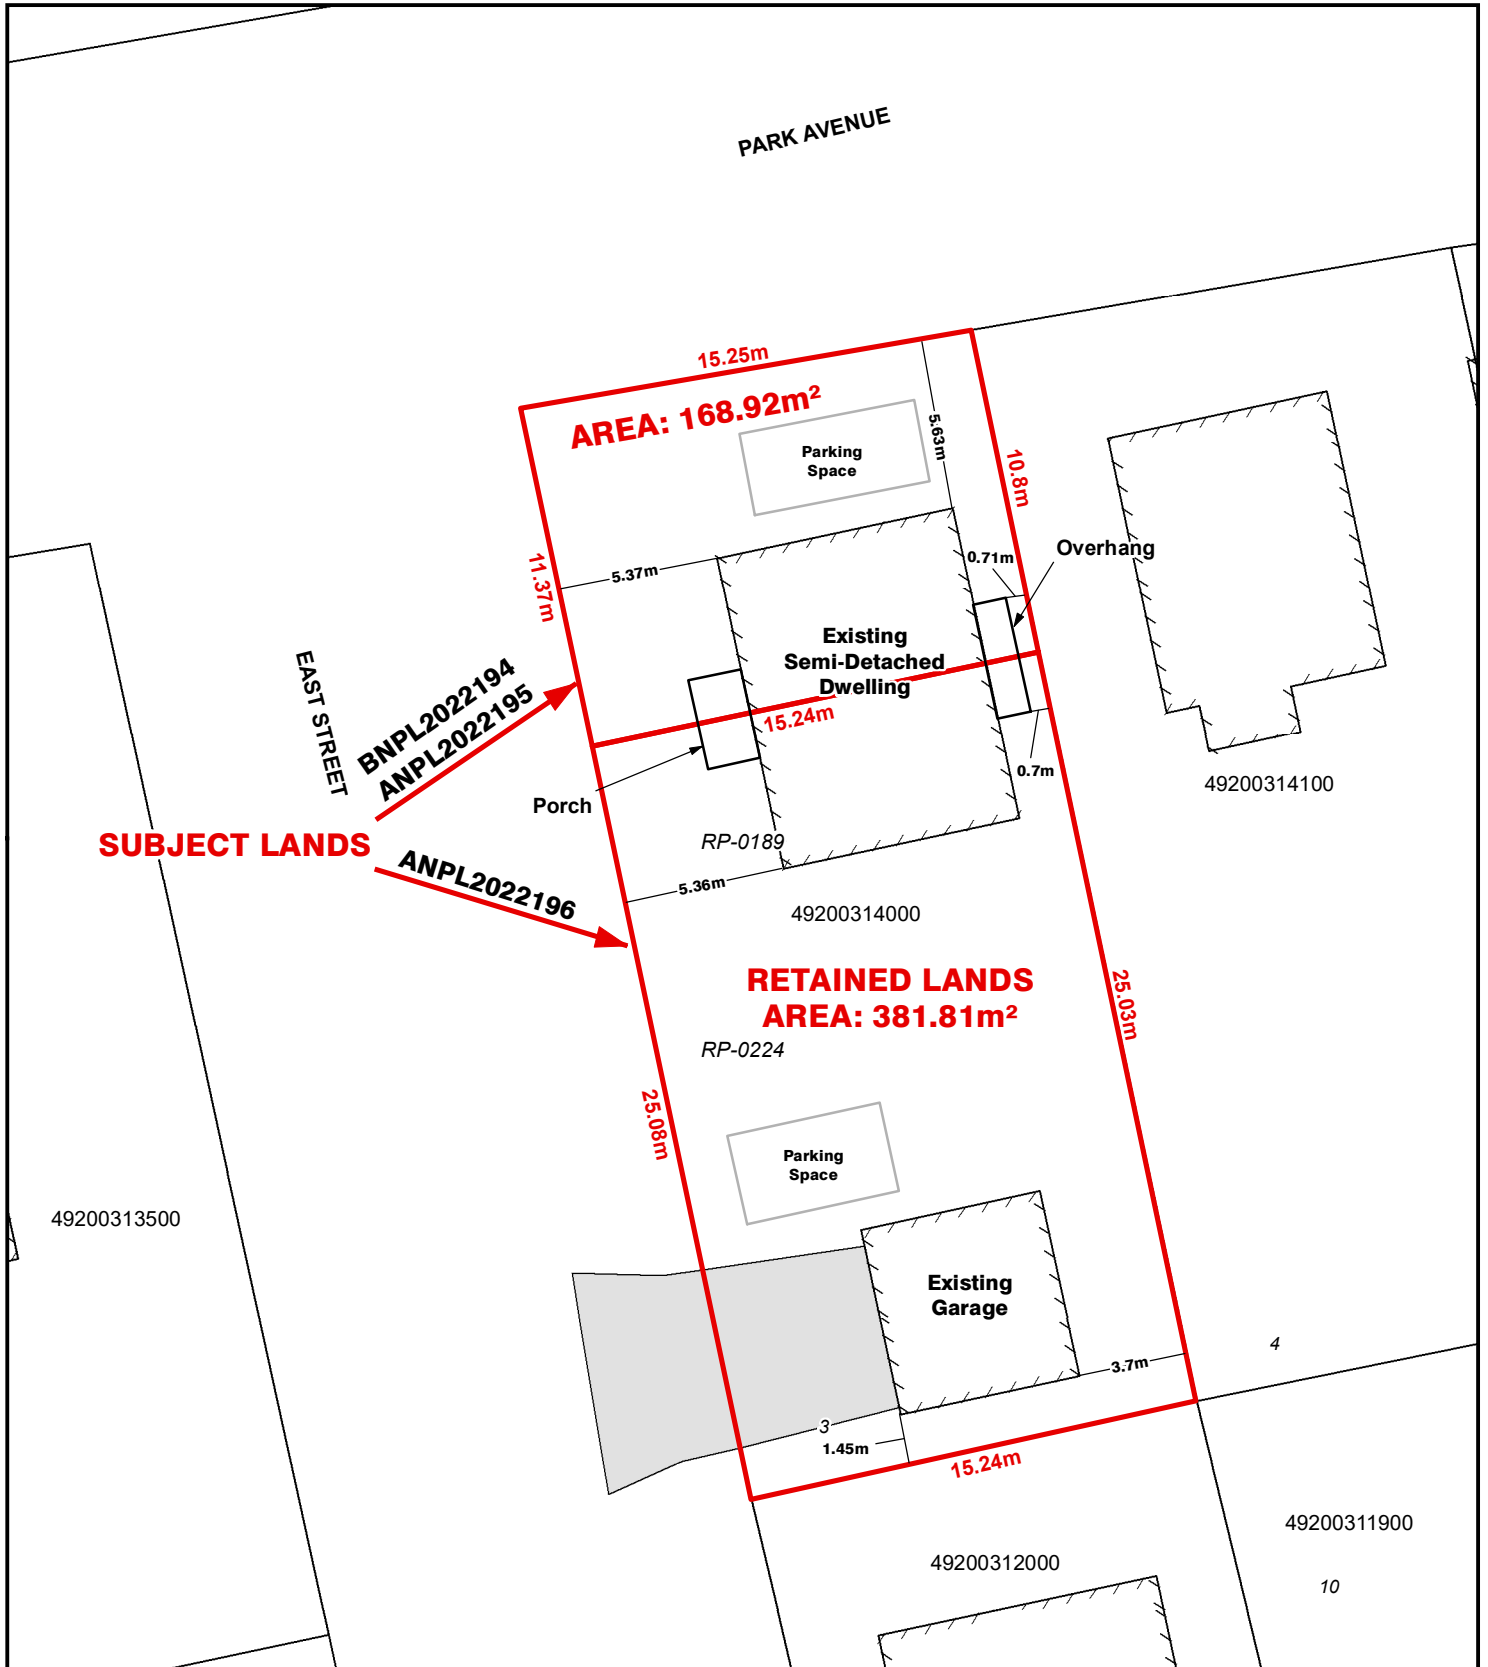 PARK AVENUE
15.25m
AREA: 168.92m²
Parking
Space
5.63m
10.8m
Overhang
0.71m
5.37m
11.37m
Existing
Semi-Detached
Dwelling
EAST STREET
BNPL2022194
ANPL2022195
15.24m
0.7m
49200314100
Porch
SUBJECT LANDS
RP-0189
ANPL2022196
5.36m
49200314000
RETAINED LANDS
AREA: 381.81m²
25.03m
RP-0224
25.08m
Parking
Space
49200313500
Existing
Garage
4
3.7m
3
1.45m
15.24m
49200311900
49200312000
10